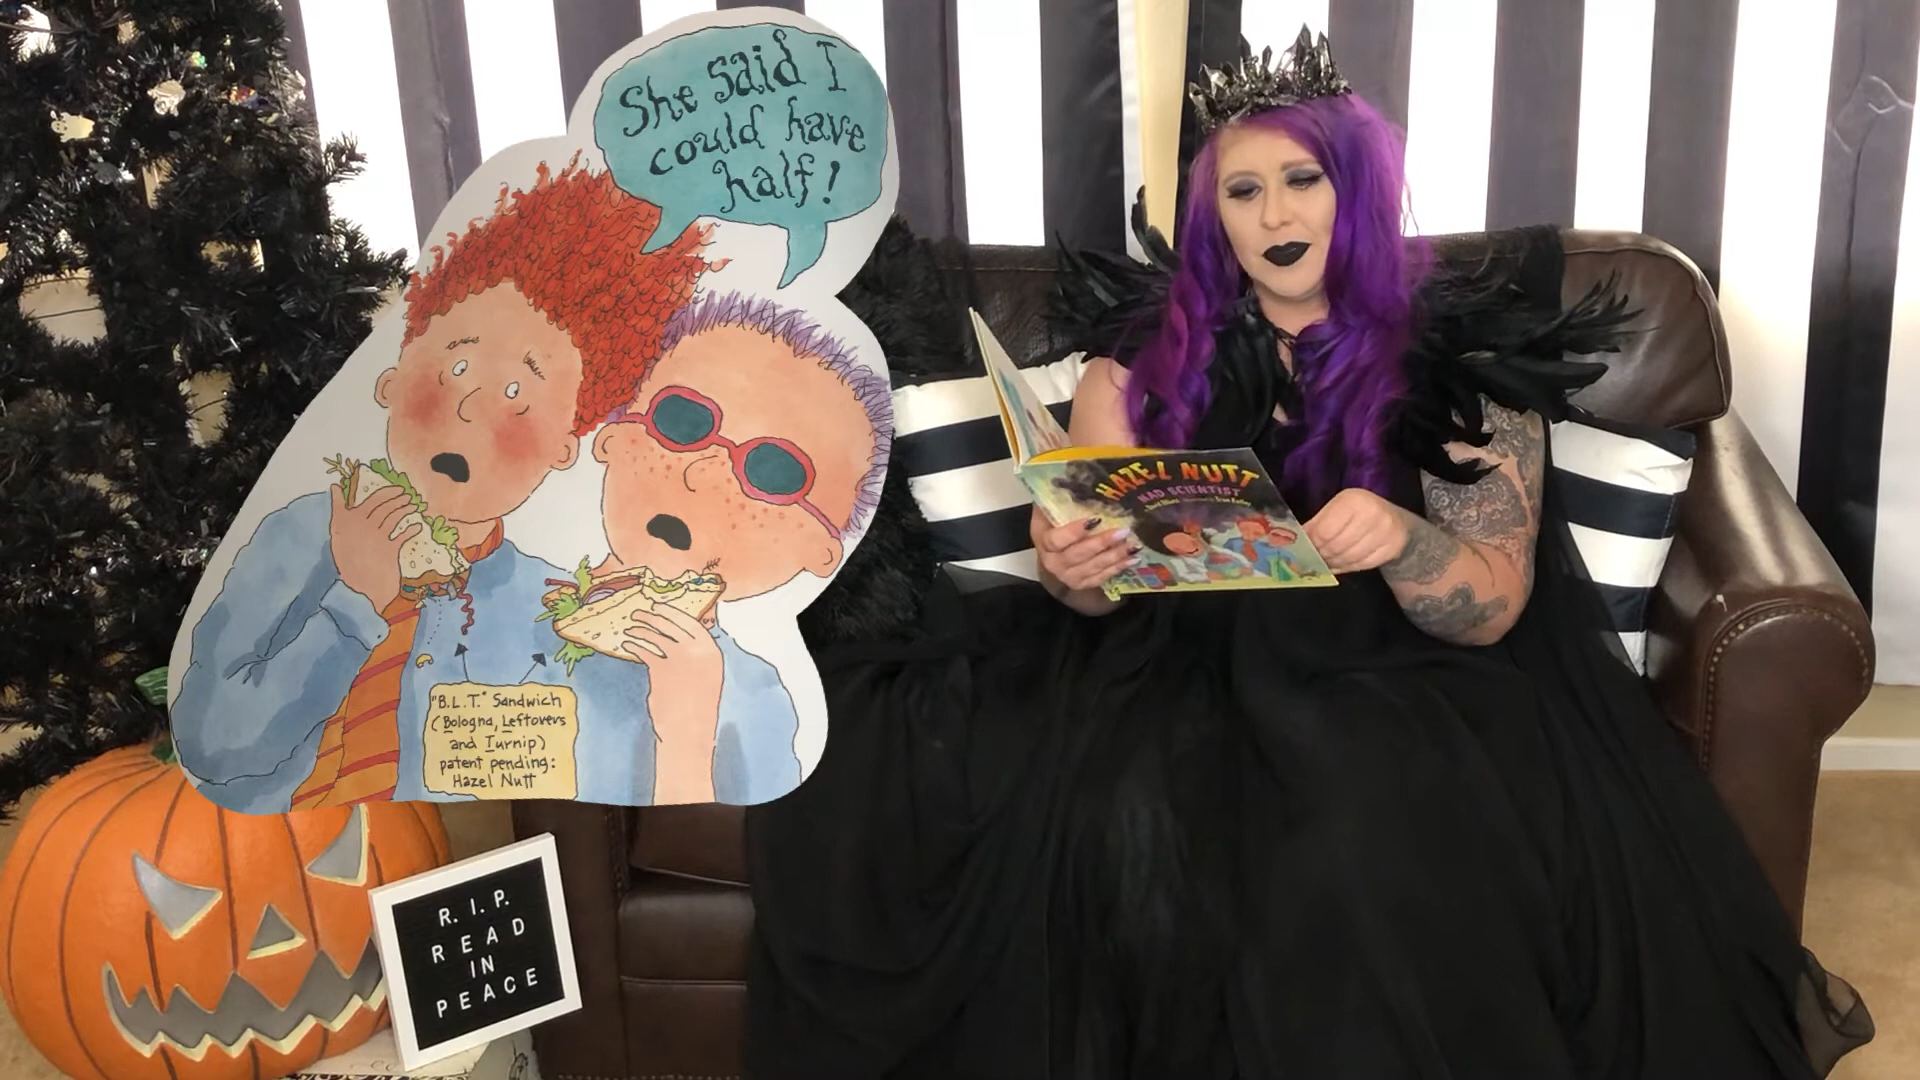 She said I
could have
half!
"B.L.T." Sandwich
(Bologna, Leftovers
and Turnip)
patent pending:
Hazel Nutt
HAZEL NUTT
MAD SCIENTIST
R. I. P.
READ
IN
PEACE